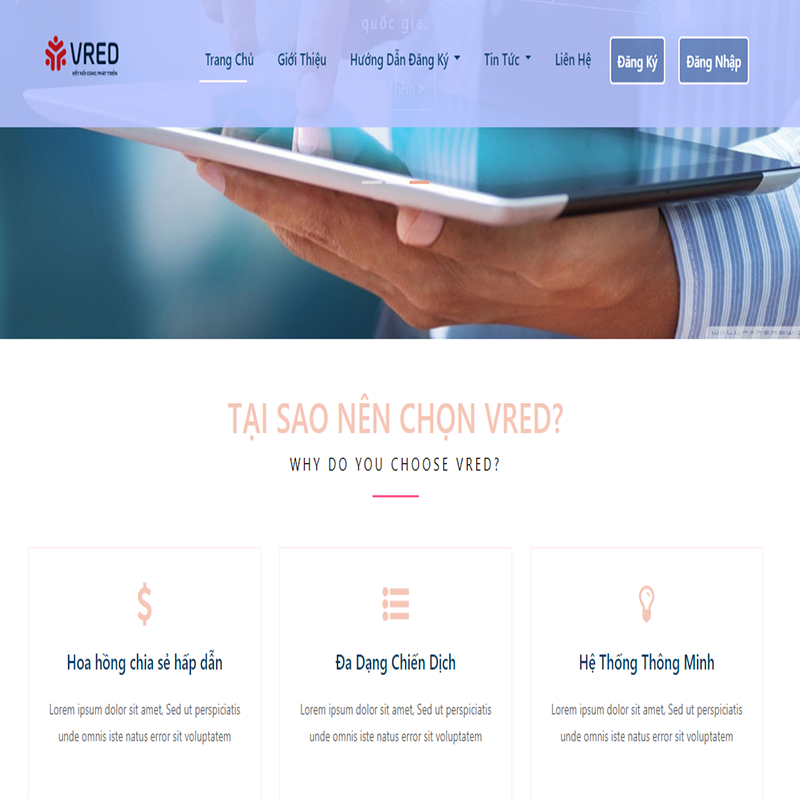 quốc gia.
VRED
KẾT NỐI CÙNG PHÁT TRIỂN
Trang Chủ
Giới Thiệu
Hướng Dẫn Đăng Ký
Tin Tức
Liên Hệ
Đăng Ký
Đăng Nhập
Thêm
TẠI SAO NÊN CHỌN VRED?
WHY DO YOU CHOOSE VRED?
Hoa hồng chia sẻ hấp dẫn
Lorem ipsum dolor sit amet, Sed ut perspiciatis
unde omnis iste natus error sit voluptatem
Đa Dạng Chiến Dịch
Lorem ipsum dolor sit amet, Sed ut perspiciatis
unde omnis iste natus error sit voluptatem
Hệ Thống Thông Minh
Lorem ipsum dolor sit amet, Sed ut perspiciatis
unde omnis iste natus error sit voluptatem